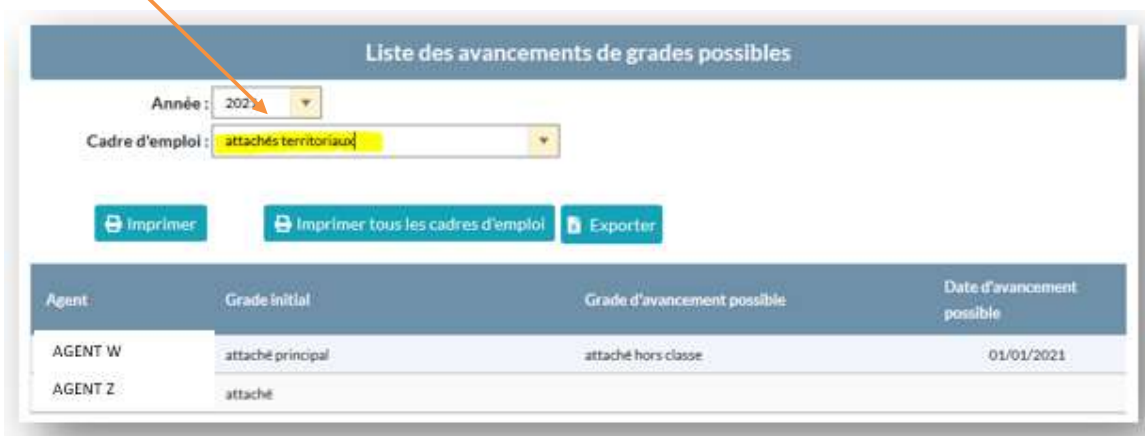 Liste des avancements de grades possibles
Année :
Cadre d'emploi : attachés territoriaux
Imprimer Imprimer tous les cadres d'emploi Exporter
Agent Grade initial Grade d'avancement possible Date d'avancement possible
AGENT W attaché principal attaché hors classe 01/01/2021
AGENT Z attaché